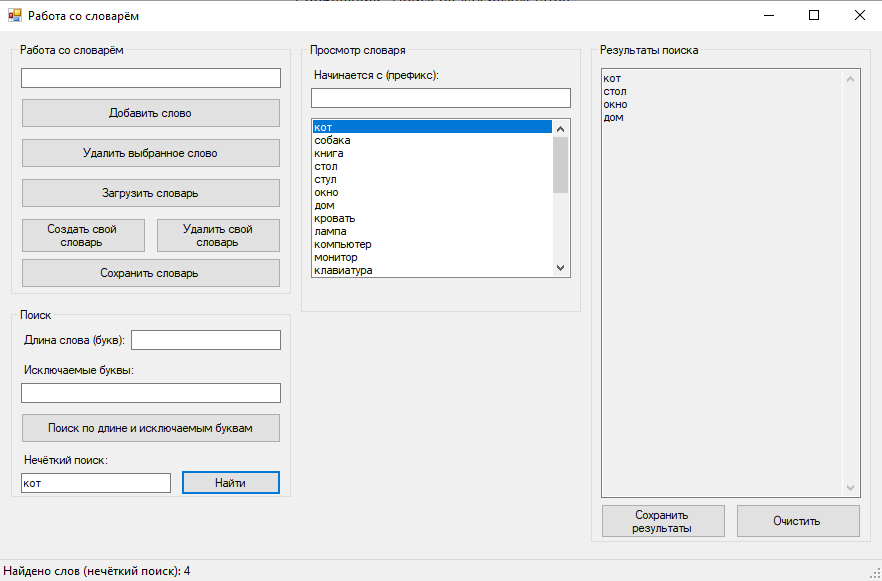 Работа со словарём
Работа со словарём
Добавить слово
Удалить выбранное слово
Загрузить словарь
Создать свой
словарь
Удалить свой
словарь
Сохранить словарь
Поиск
Длина слова (букв):
Исключаемые буквы:
Поиск по длине и исключаемым буквам
Нечёткий поиск:
кот
Найти
Просмотр словаря
Начинается с (префикс):
кот
собака
книга
стол
стул
окно
дом
кровать
лампа
компьютер
монитор
клавиатура
Результаты поиска
кот
стол
окно
дом
Сохранить
результаты
Очистить
Найдено слов (нечёткий поиск): 4